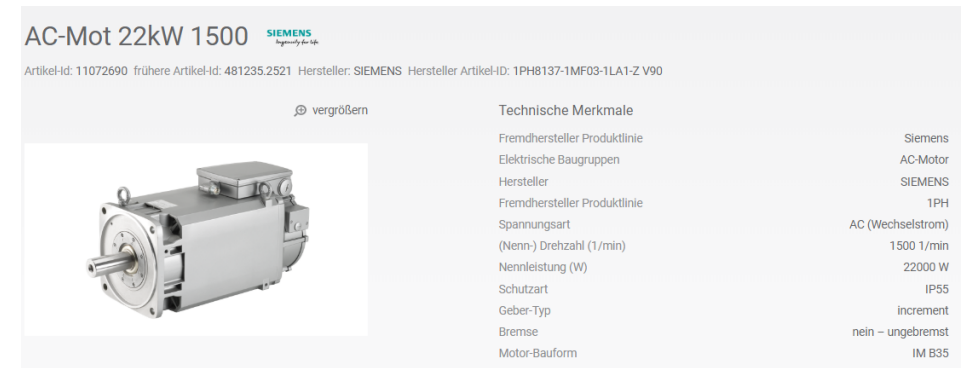 AC-Mot 22kW 1500 SIEMENS
Ingenuity for life
Artikel-Id: 11072690 frühere Artikel-Id: 481235.2521 Hersteller: SIEMENS Hersteller Artikel-ID: 1PH8137-1MF03-1LA1-Z V90
vergrößern
Technische Merkmale
Fremdhersteller Produktlinie Siemens
Elektrische Baugruppen AC-Motor
Hersteller SIEMENS
Fremdhersteller Produktlinie 1PH
Spannungsart AC (Wechselstrom)
(Nenn-) Drehzahl (1/min) 1500 1/min
Nennleistung (W) 22000 W
Schutzart IP55
Geber-Typ increment
Bremse nein – ungebremst
Motor-Bauform IM B35